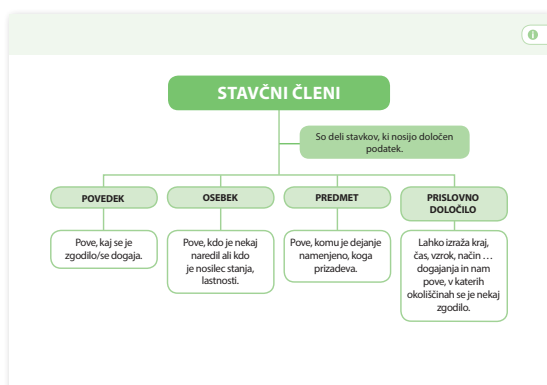 STAVČNI ČLENI
So deli stavkov, ki nosijo določen
podatek.
POVEDEK
Pove, kaj se je
zgodilo/se dogaja.
OSEBEK
Pove, kdo je nekaj
naredil ali kdo
je nosilec stanja,
lastnosti.
PREDMET
Pove, komu je dejanje
namenjeno, koga
prizadeva.
PRISLOVNO
DOLOČILO
Lahko izraža kraj,
čas, vzrok, način …
dogajanja in nam
pove, v katerih
okoliščinah se je nekaj
zgodilo.